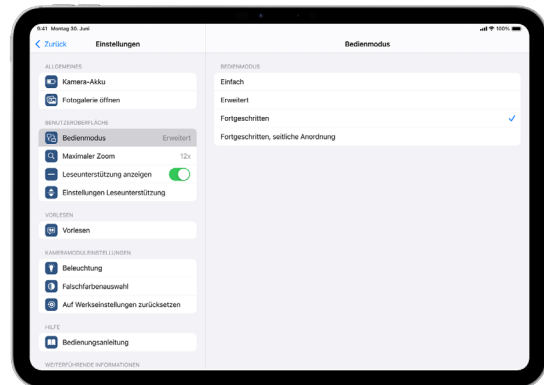 9:41 Montag 30. Juni
100%
Zurück
Einstellungen
Bedienmodus
ALLGEMEINES
Kamera-Akku
Fotogalerie öffnen
BENUTZEROBERFLÄCHE
Bedienmodus Erweitert
Maximaler Zoom 12x
Leseunterstützung anzeigen
Einstellungen Leseunterstützung
VORLESEN
Vorlesen
KAMERAMODULEINSTELLUNGEN
Beleuchtung
Falschfarbenauswahl
Auf Werkseinstellungen zurücksetzen
HILFE
Bedienungsanleitung
WEITERFÜHRENDE INFORMATIONEN
BEDIENMODUS
Einfach
Erweitert
Fortgeschritten
Fortgeschritten, seitliche Anordnung